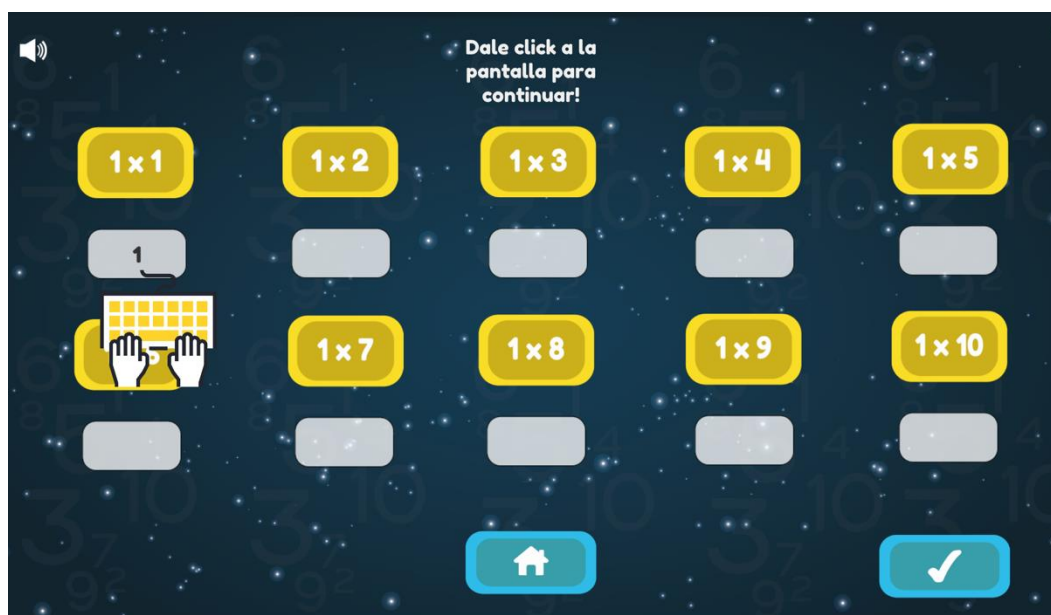 Dale click a la
pantalla para
continuar!
1 x 1
1 x 2
1 x 3
1 x 4
1 x 5
1
1 x 7
1 x 8
1 x 9
1 x 10